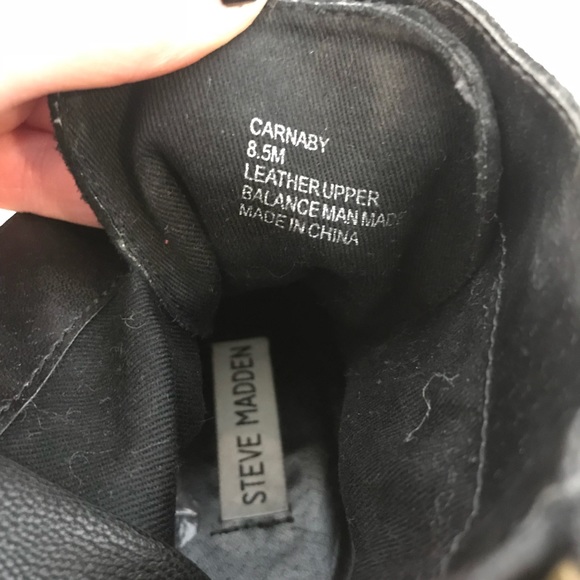 CARNABY
8.5M
LEATHER UPPER
BALANCE MAN MADE
MADE IN CHINA
STEVE MADDEN